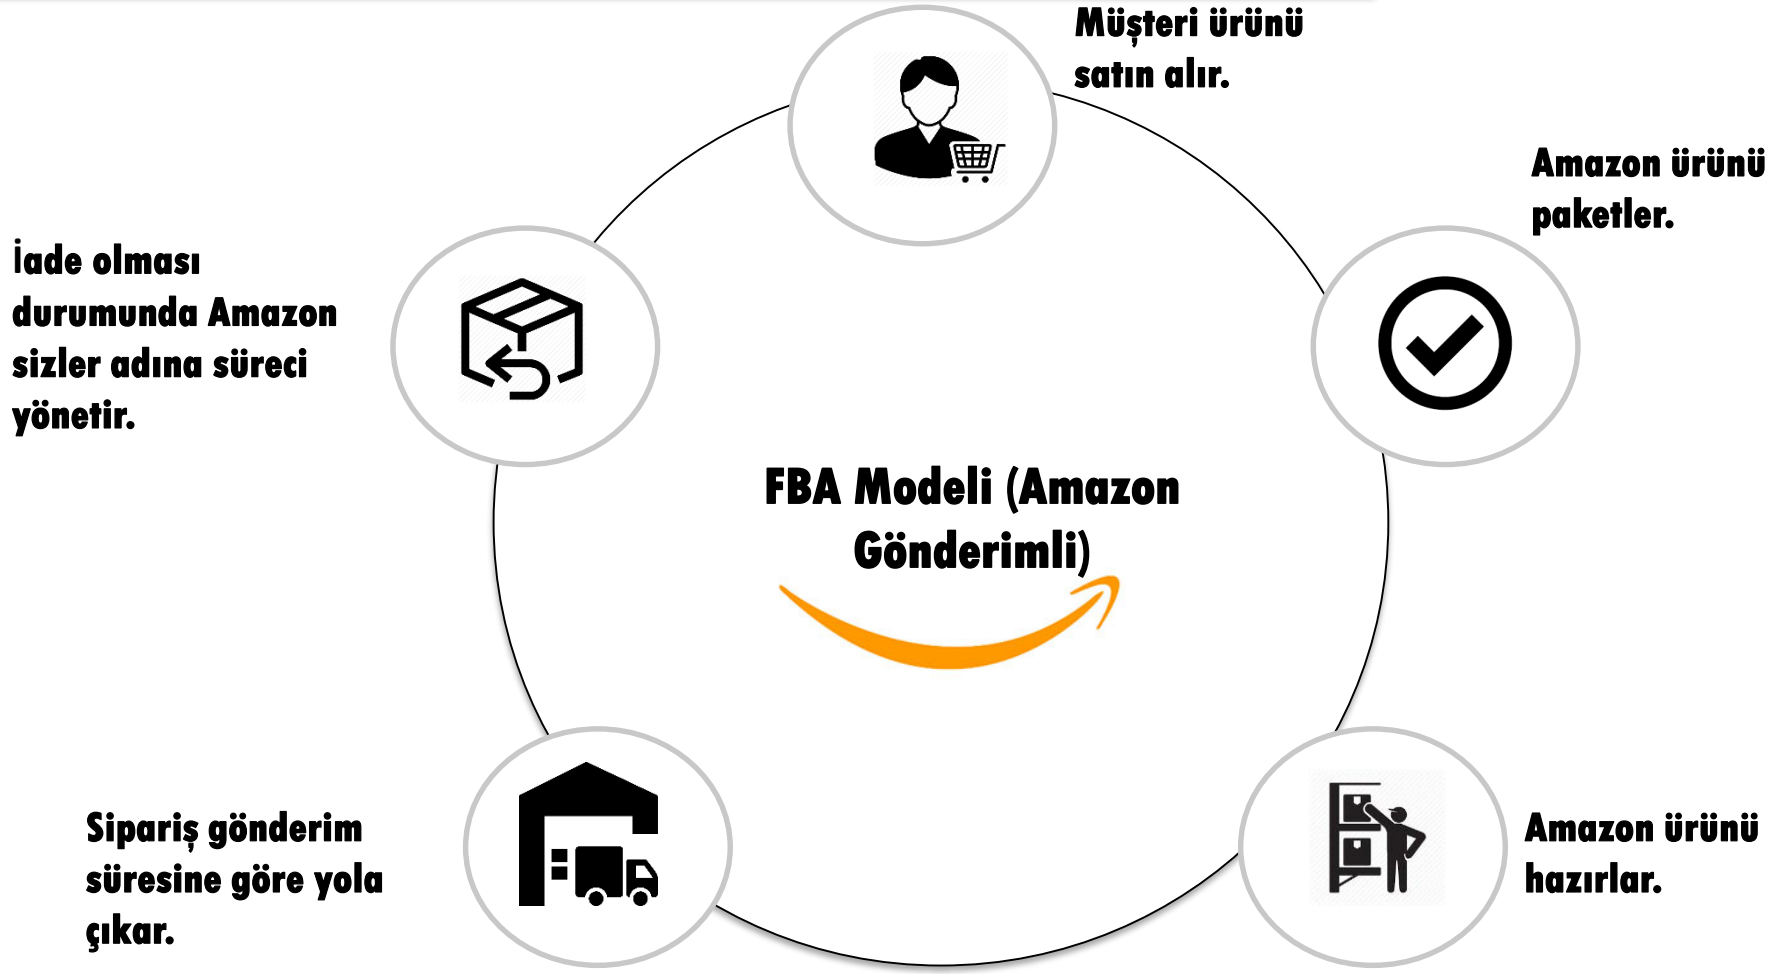 Müşteri ürünü
satın alır.
Amazon ürünü
paketler.
İade olması
durumunda Amazon
sizler adına süreci
yönetir.
FBA Modeli (Amazon
Gönderimli)
Sipariş gönderim
süresine göre yola
çıkar.
Amazon ürünü
hazırlar.